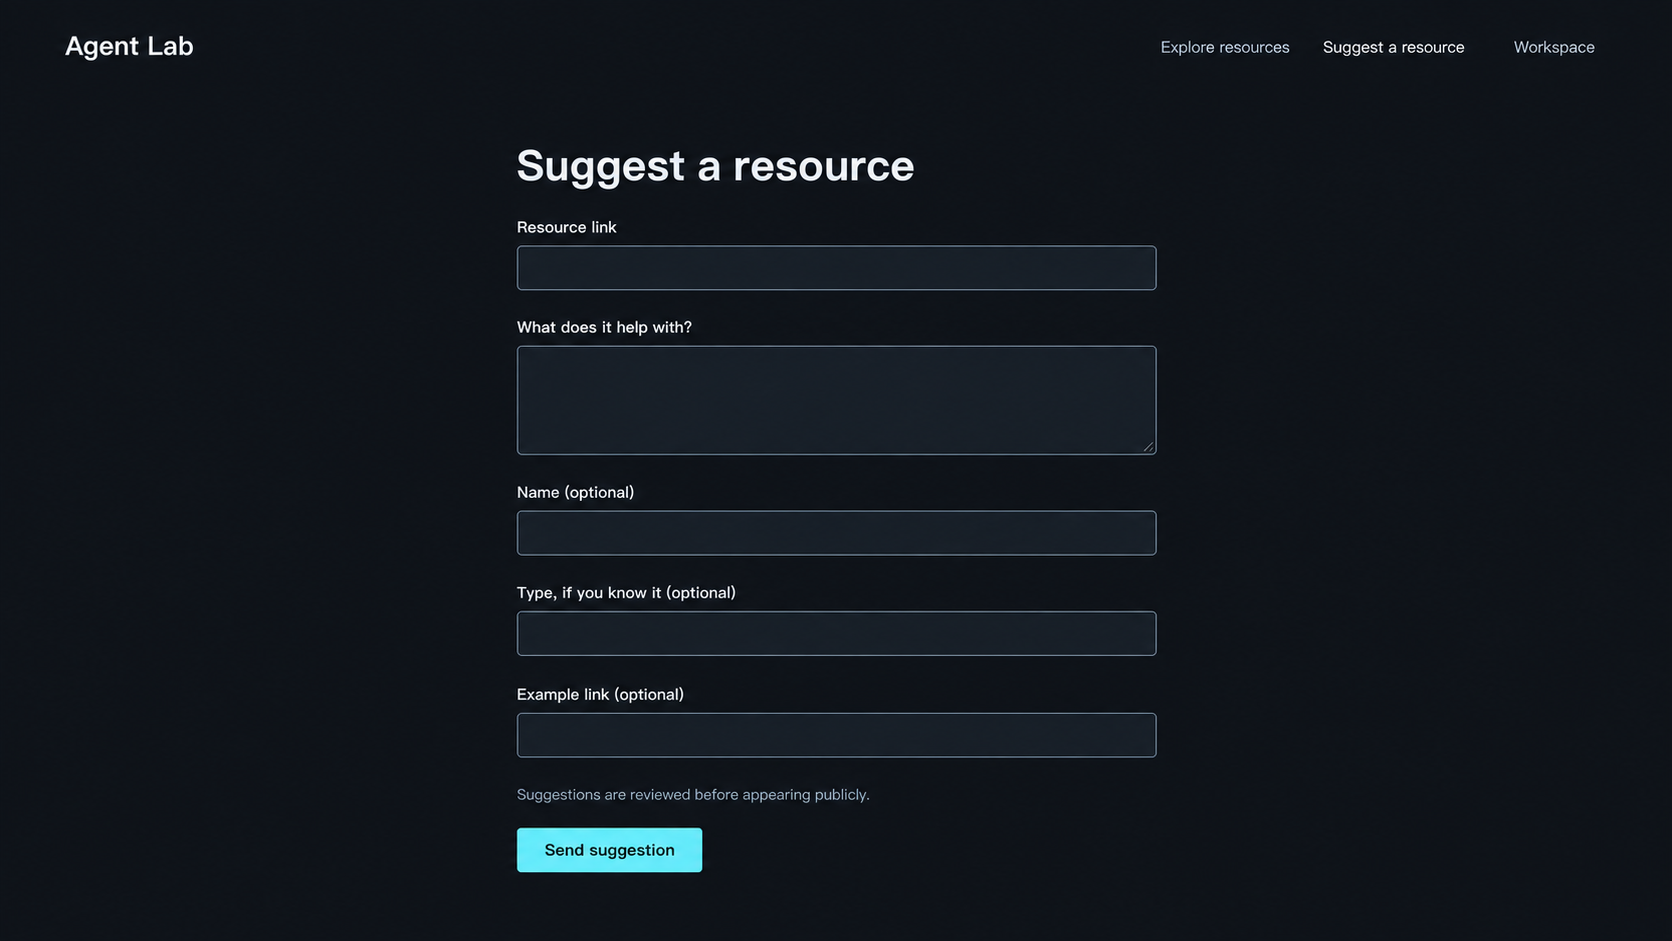 Agent Lab
Explore resources
Suggest a resource
Workspace
Suggest a resource
Resource link
What does it help with?
Name (optional)
Type, if you know it (optional)
Example link (optional)
Suggestions are reviewed before appearing publicly.
Send suggestion